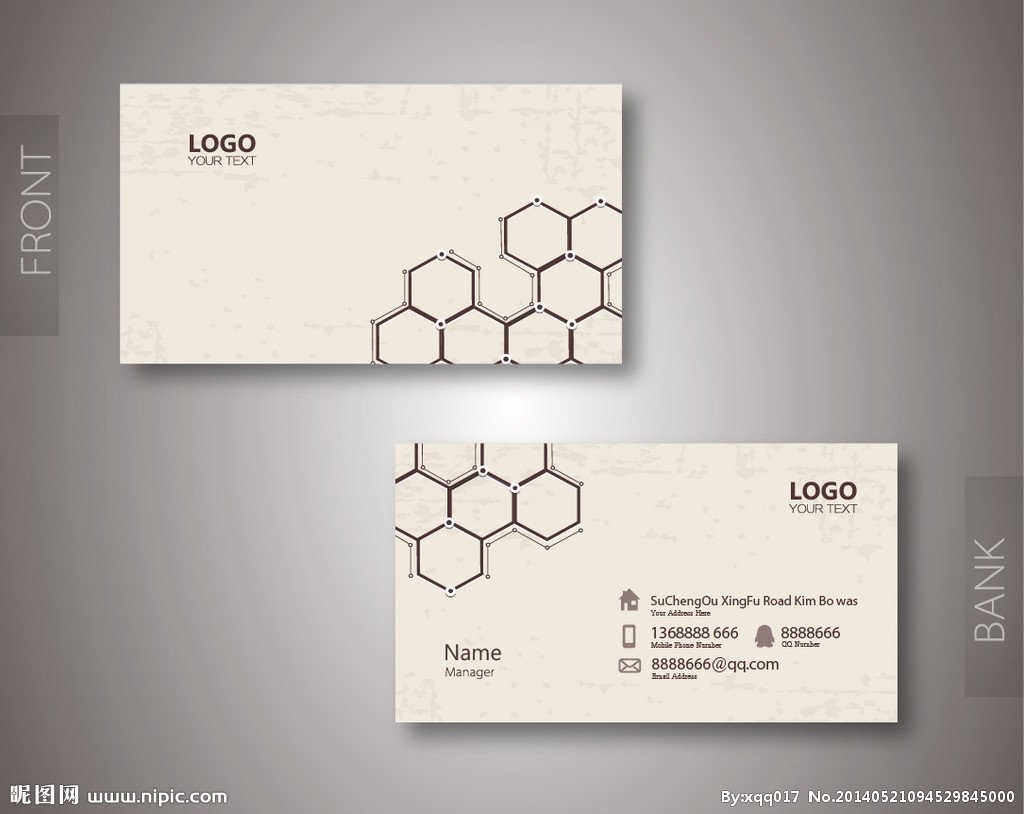 FRONT
LOGO
YOUR TEXT
LOGO
YOUR TEXT
SuChengOu XingFu Road Kim Bo was
Your Address Here
1368888 666
Mobile Phone Number
8888666
QQ Number
8888666@qq.com
Email Address
Name
Manager
BANK
昵图网 www.nipic.com
By:xqq017 No.20140521094529845000